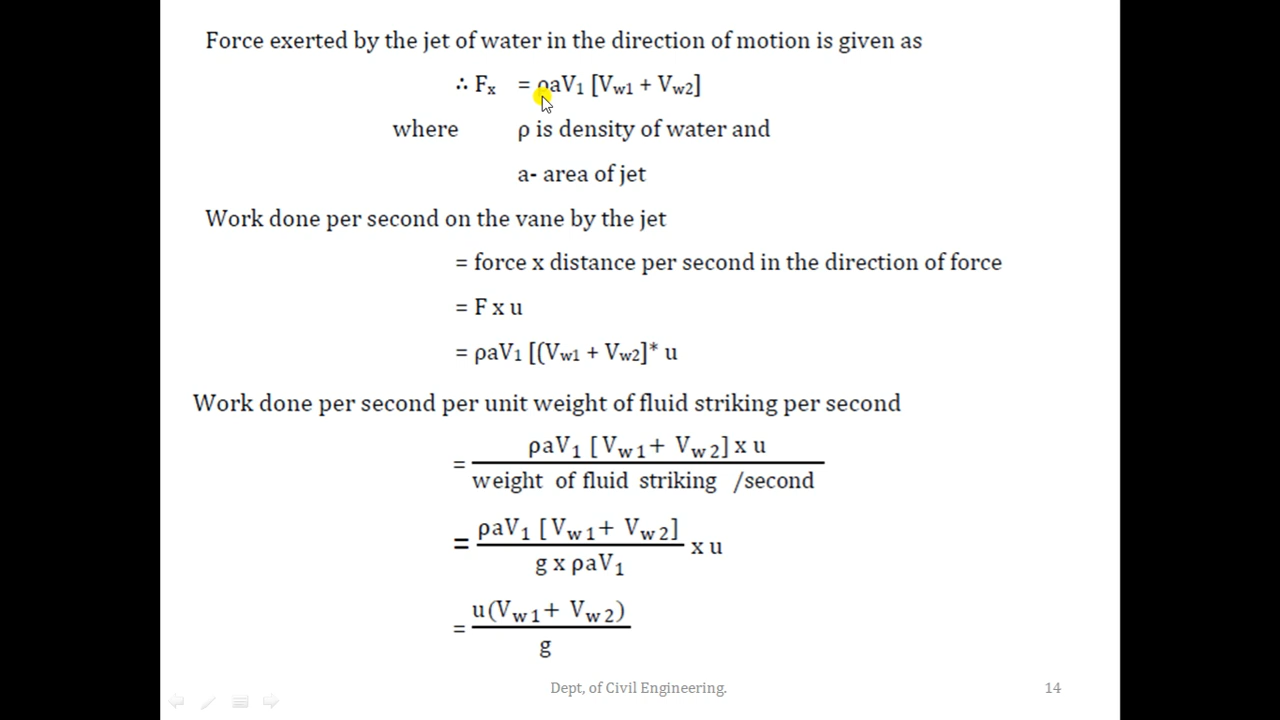 Force exerted by the jet of water in the direction of motion is given as
∴ Fx = ρaV1 [Vw1 + Vw2]
where ρ is density of water and
a- area of jet
Work done per second on the vane by the jet
= force x distance per second in the direction of force
= F x u
= ρaV1 [(Vw1 + Vw2]* u
Work done per second per unit weight of fluid striking per second
= ρaV1 [Vw1+ Vw2] x u
weight of fluid striking /second
= ρaV1 [Vw1+ Vw2] x u
g x ρaV1
= u(Vw1+ Vw2)
g
Dept, of Civil Engineering. 14